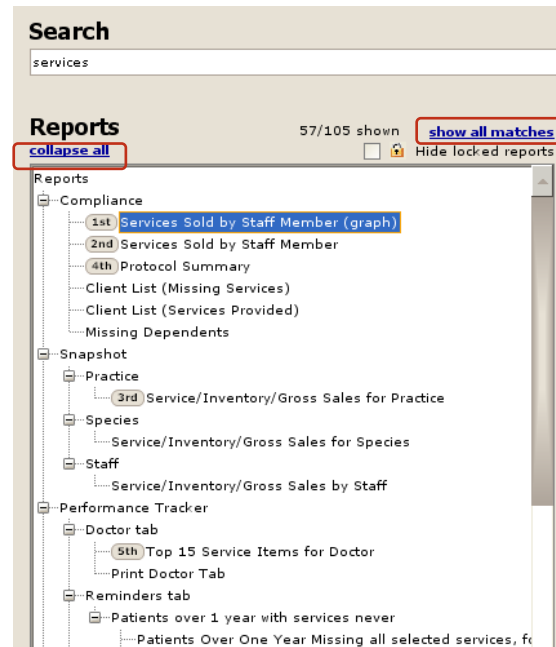 Search
services
Reports
57/105 shown show all matches
collapse all Hide locked reports
Reports
Compliance
1st Services Sold by Staff Member (graph)
2nd Services Sold by Staff Member
4th Protocol Summary
Client List (Missing Services)
Client List (Services Provided)
Missing Dependents
Snapshot
Practice
3rd Service/Inventory/Gross Sales for Practice
Species
Service/Inventory/Gross Sales for Species
Staff
Service/Inventory/Gross Sales by Staff
Performance Tracker
Doctor tab
5th Top 15 Service Items for Doctor
Print Doctor Tab
Reminders tab
Patients over 1 year with services never
Patients Over One Year Missing all selected services,